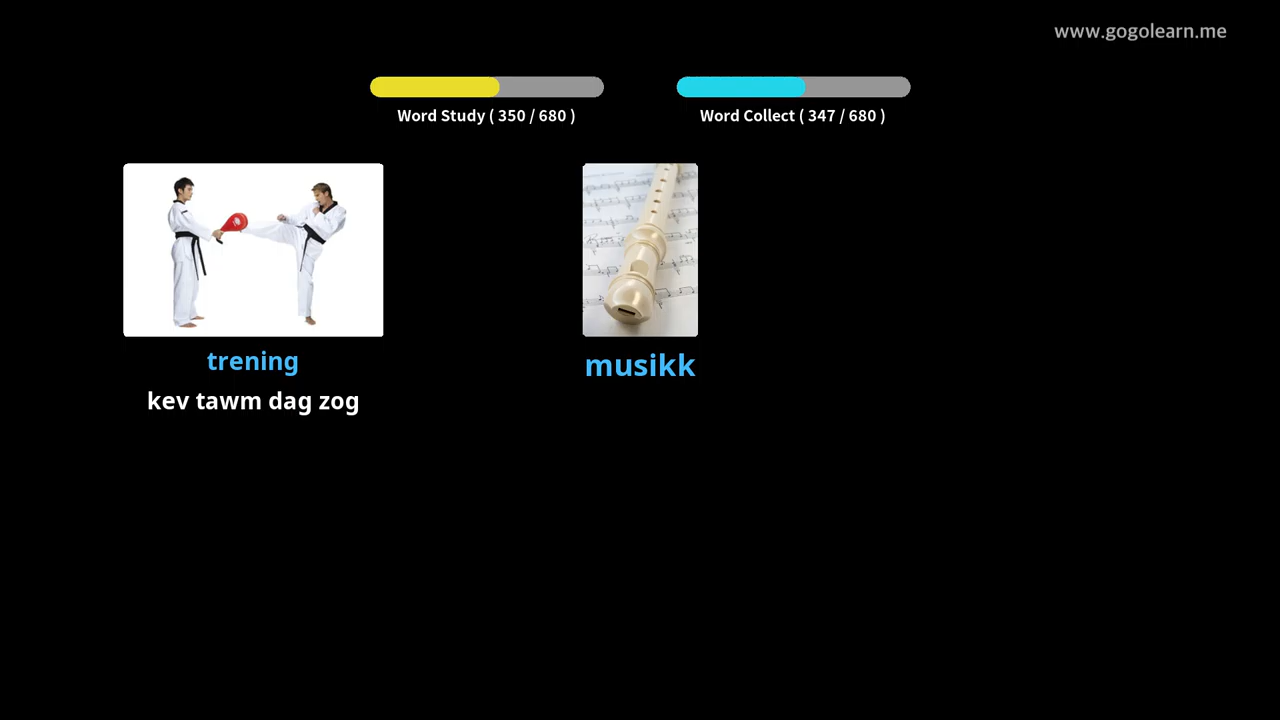 www.gogolearn.me
Word Study ( 350 / 680 )
Word Collect ( 347 / 680 )
trening
kev tawm dag zog
musikk